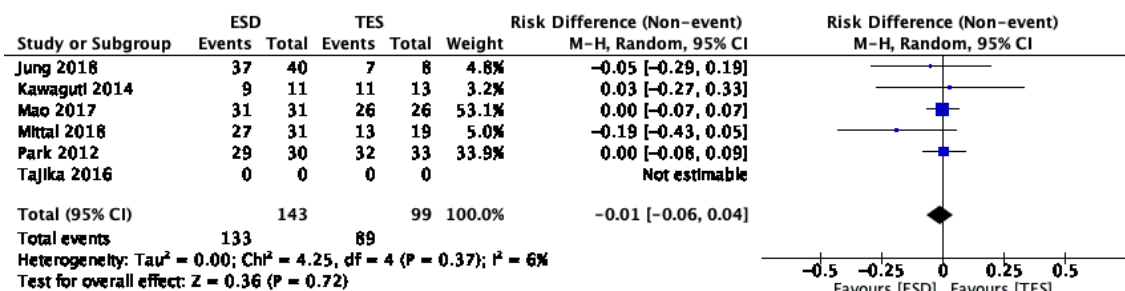 ESD TES Risk Difference (Non-event) Risk Difference (Non-event)
Study or Subgroup Events Total Events Total Weight M-H, Random, 95% CI M-H, Random, 95% CI
Jung 2018 37 40 7 8 4.8% −0.05 [−0.29, 0.19]
Kawaguti 2014 9 11 11 13 3.2% 0.03 [−0.27, 0.33]
Mao 2017 31 31 26 26 53.1% 0.00 [−0.07, 0.07]
Mittal 2018 27 31 13 19 5.0% −0.19 [−0.43, 0.05]
Park 2012 29 30 32 33 33.9% 0.00 [−0.08, 0.09]
Tajika 2016 0 0 0 0 Not estimable
Total (95% CI) 143 99 100.0% −0.01 [−0.06, 0.04]
Total events 133 89
Heterogeneity: Tau² = 0.00; Chi² = 4.25, df = 4 (P = 0.37); I² = 6%
Test for overall effect: Z = 0.36 (P = 0.72)
−0.5 −0.25 0 0.25 0.5
Favours [ESD] Favours [TES]